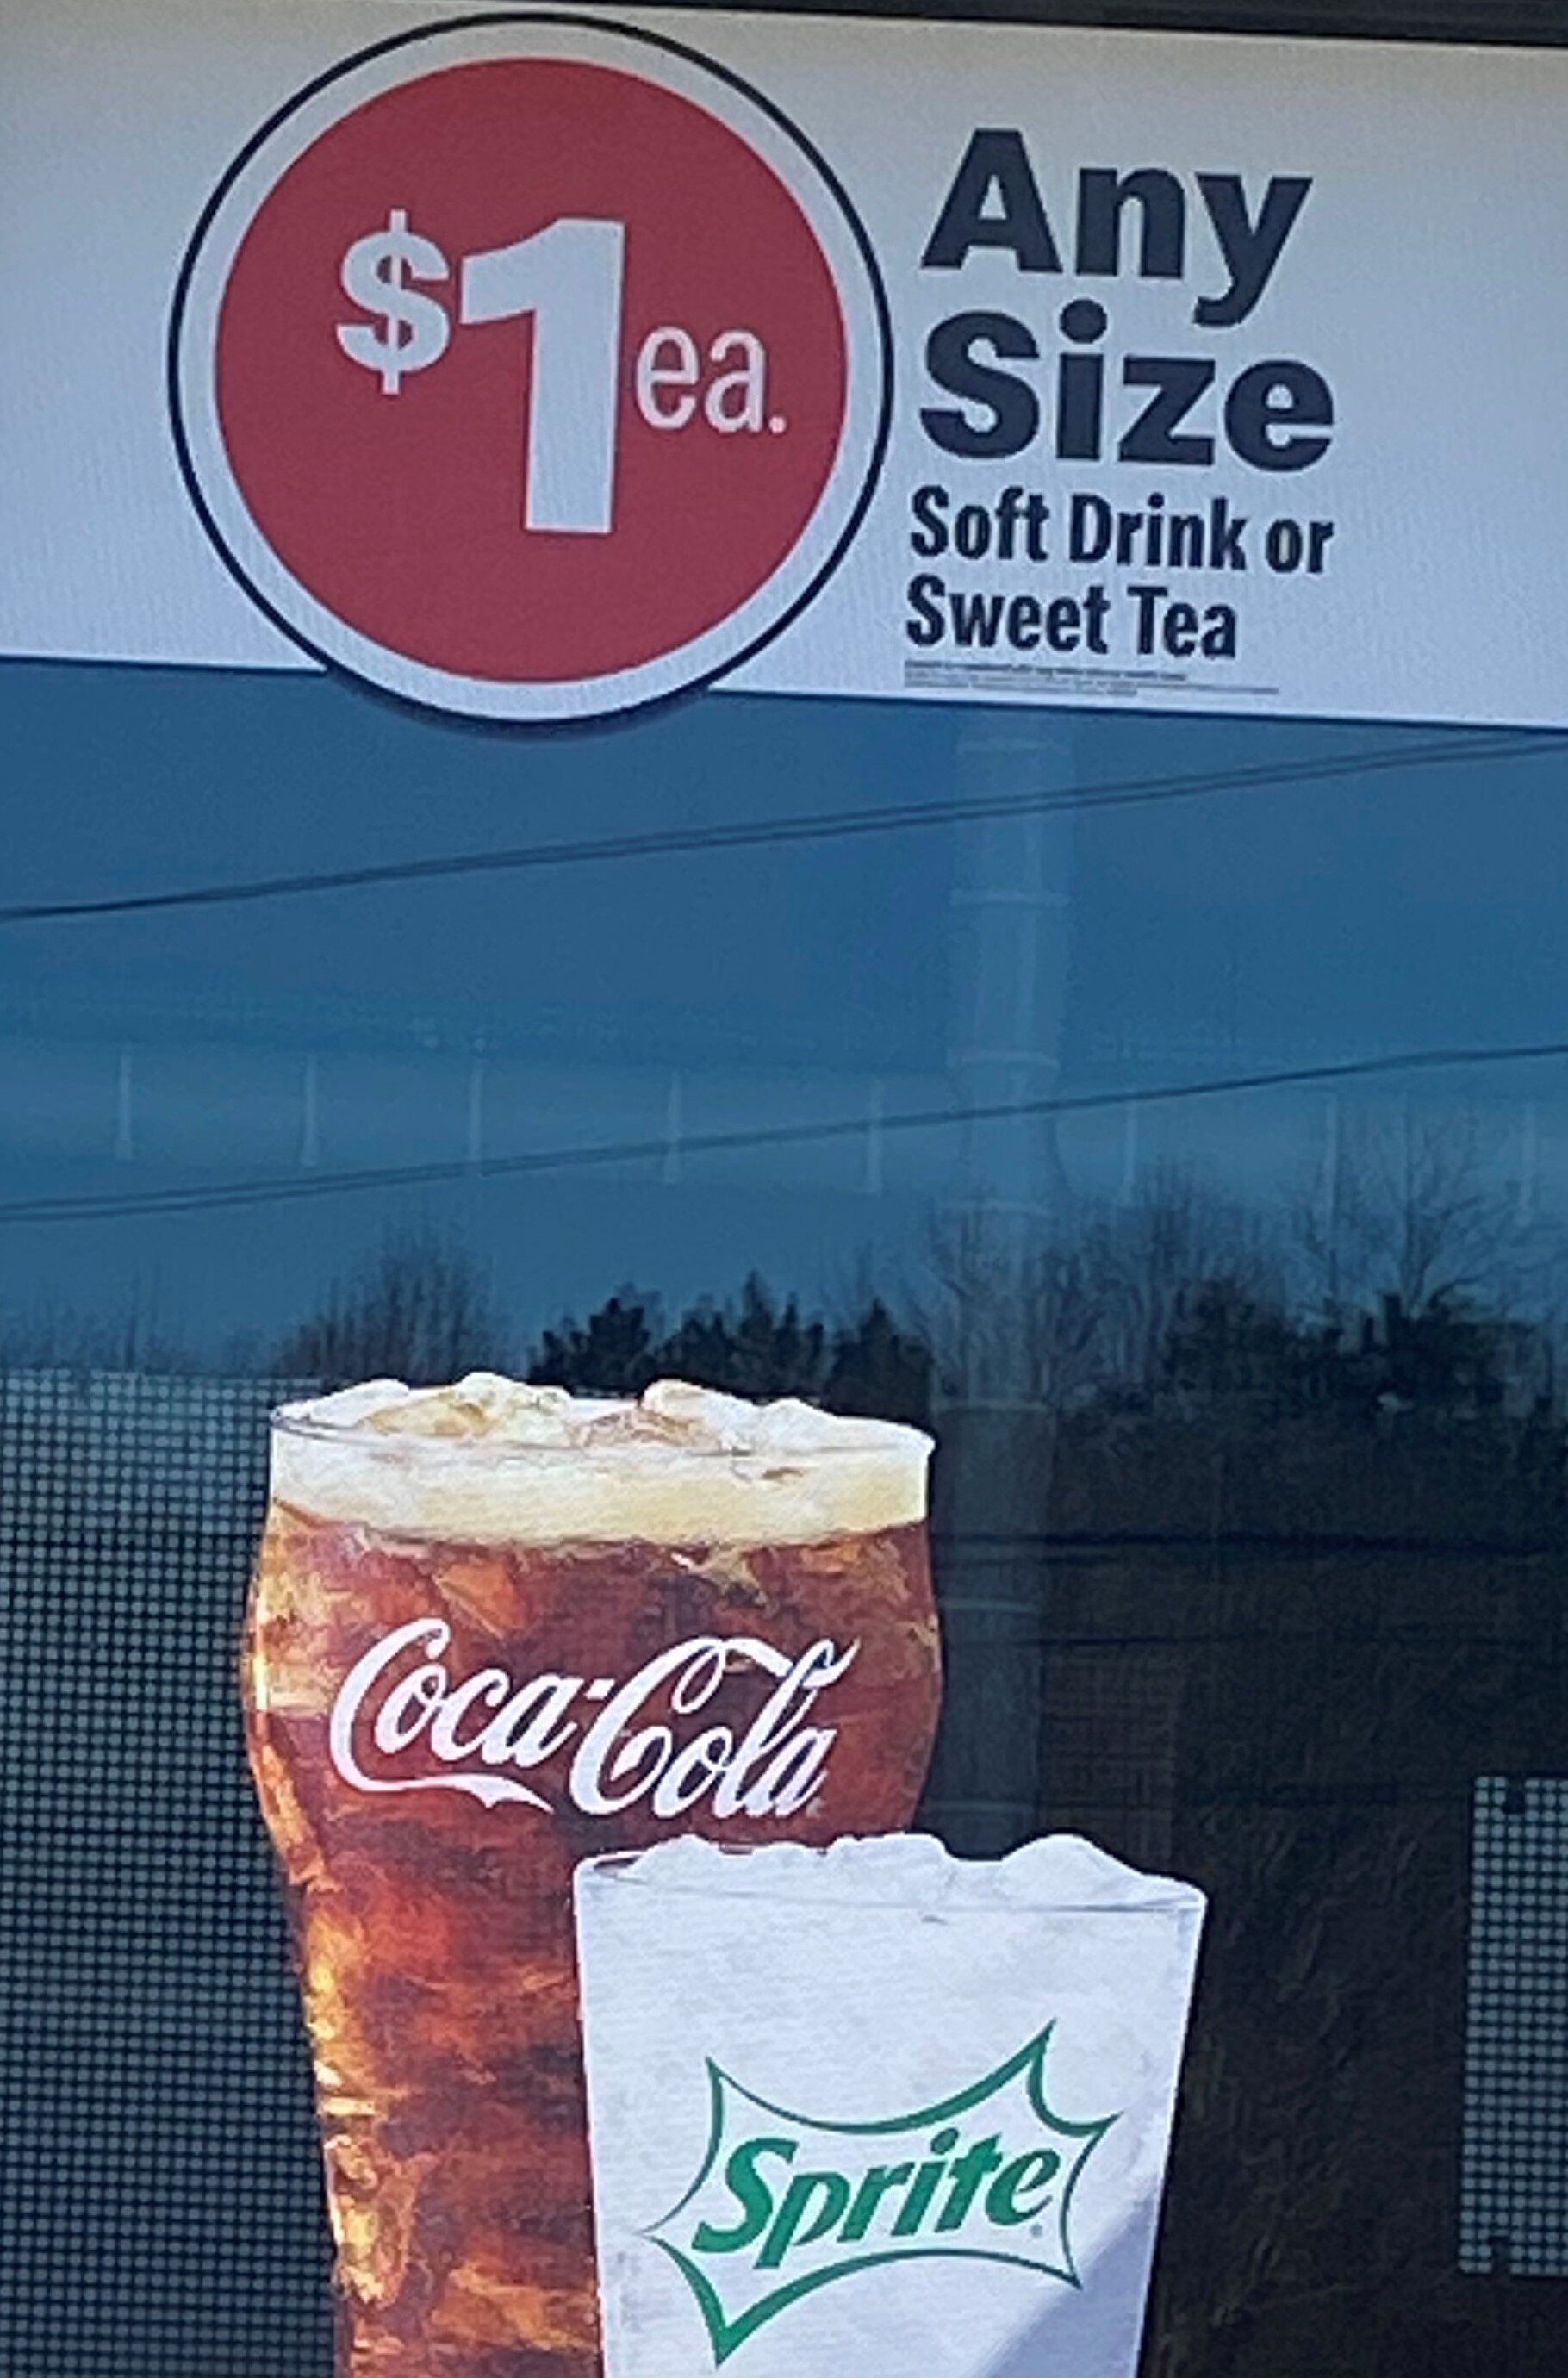 $1 ea.
Any
Size
Soft Drink or
Sweet Tea
Coca-Cola
Sprite